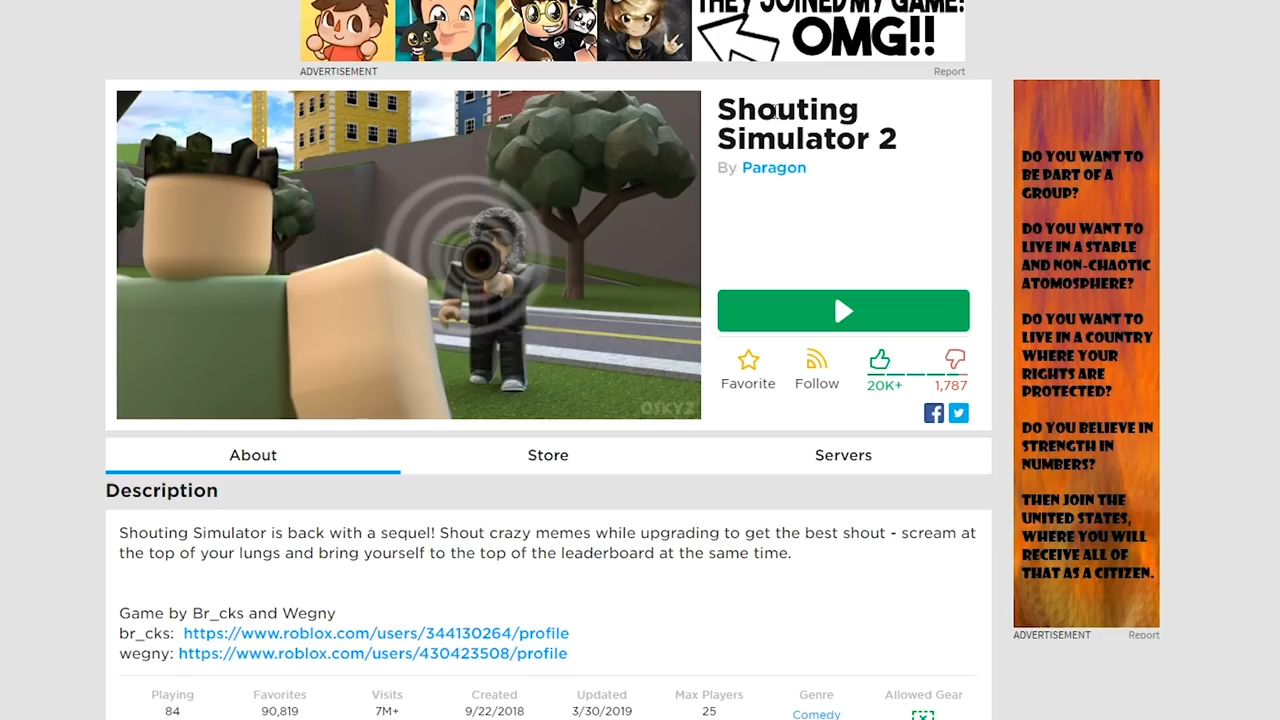 THEY JOINED MY GAME!
OMG!!
ADVERTISEMENT
Report
Shouting
Simulator 2
By Paragon
OSKYZ
Favorite
Follow
20K+
1,787
About
Store
Servers
Description
Shouting Simulator is back with a sequel! Shout crazy memes while upgrading to get the best shout - scream at
the top of your lungs and bring yourself to the top of the leaderboard at the same time.
Game by Br_cks and Wegny
br_cks: https://www.roblox.com/users/344130264/profile
wegny: https://www.roblox.com/users/430423508/profile
Playing
Favorites
Visits
Created
Updated
Max Players
Genre
Allowed Gear
84
90,819
7M+
9/22/2018
3/30/2019
25
Comedy
DO YOU WANT TO
BE PART OF A
GROUP?
DO YOU WANT TO
LIVE IN A STABLE
AND NON-CHAOTIC
ATOMOSPHERE?
DO YOU WANT TO
LIVE IN A COUNTRY
WHERE YOUR
RIGHTS ARE
PROTECTED?
DO YOU BELIEVE IN
STRENGTH IN
NUMBERS?
THEN JOIN THE
UNITED STATES,
WHERE YOU WILL
RECEIVE ALL OF
THAT AS A CITIZEN.
ADVERTISEMENT
Report